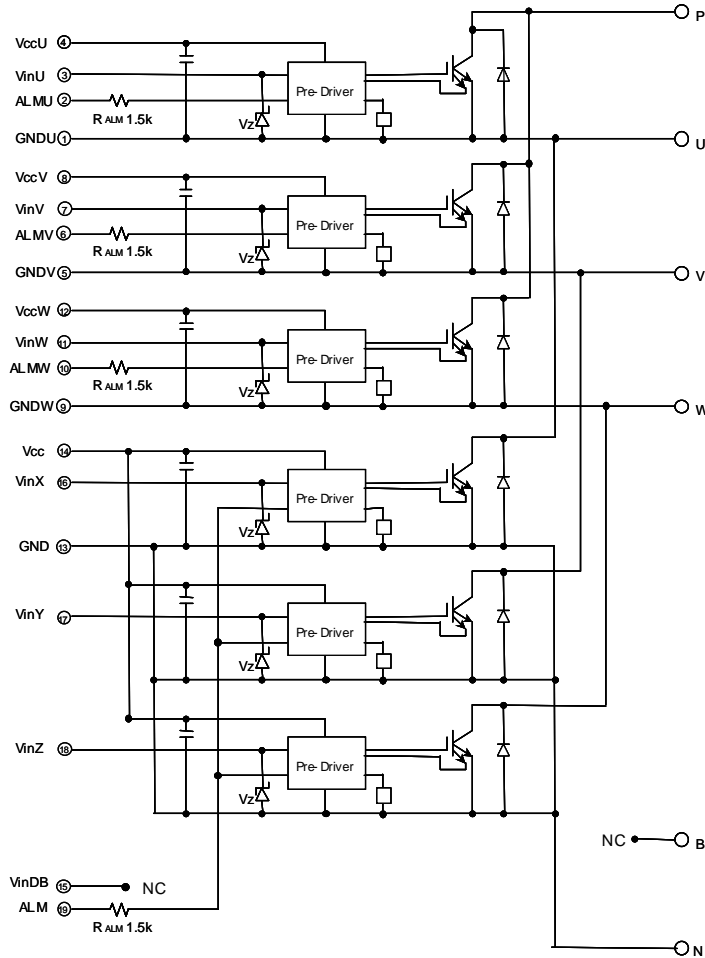 P
VccU 4
VinU 3
Pre-Driver
ALMU 2
R ALM 1.5k
Vz
GNDU 1
U
VccV 8
VinV 7
Pre-Driver
ALMV 6
R ALM 1.5k
Vz
GNDV 5
V
VccW 12
VinW 11
Pre-Driver
ALMW 10
R ALM 1.5k
Vz
GNDW 9
W
Vcc 14
VinX 16
Pre-Driver
Vz
GND 13
VinY 17
Pre-Driver
Vz
VinZ 18
Pre-Driver
Vz
NC B
VinDB 15 NC
ALM 19
R ALM 1.5k
N